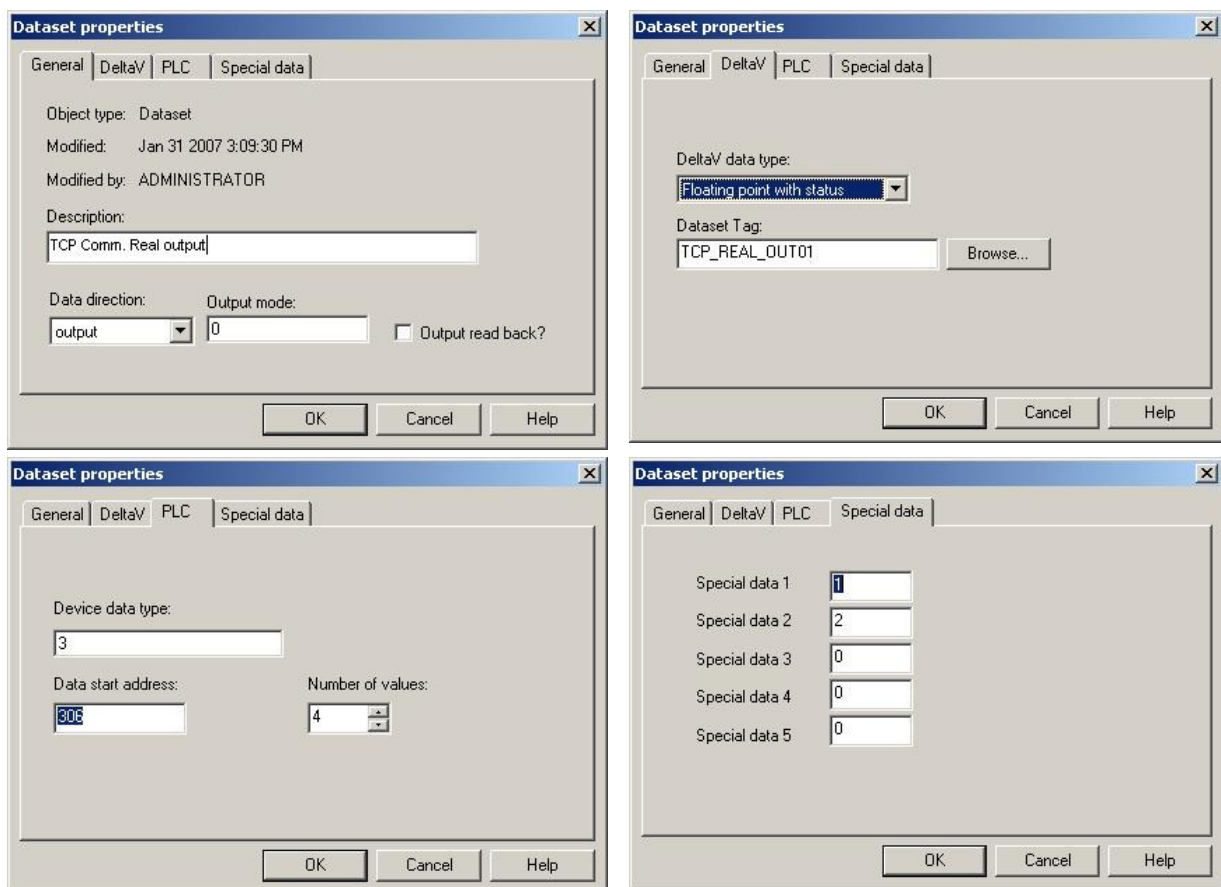 Dataset properties
General DeltaV PLC Special data
Object type: Dataset
Modified: Jan 31 2007 3:09:30 PM
Modified by: ADMINISTRATOR
Description:
TCP Comm. Real output
Data direction: Output mode:
output 0 Output read back?
OK Cancel Help
Dataset properties
General DeltaV PLC Special data
DeltaV data type:
Floating point with status
Dataset Tag:
TCP_REAL_OUT01 Browse...
OK Cancel Help
Dataset properties
General DeltaV PLC Special data
Device data type:
3
Data start address: Number of values:
306 4
OK Cancel Help
Dataset properties
General DeltaV PLC Special data
Special data 1 1
Special data 2 2
Special data 3 0
Special data 4 0
Special data 5 0
OK Cancel Help